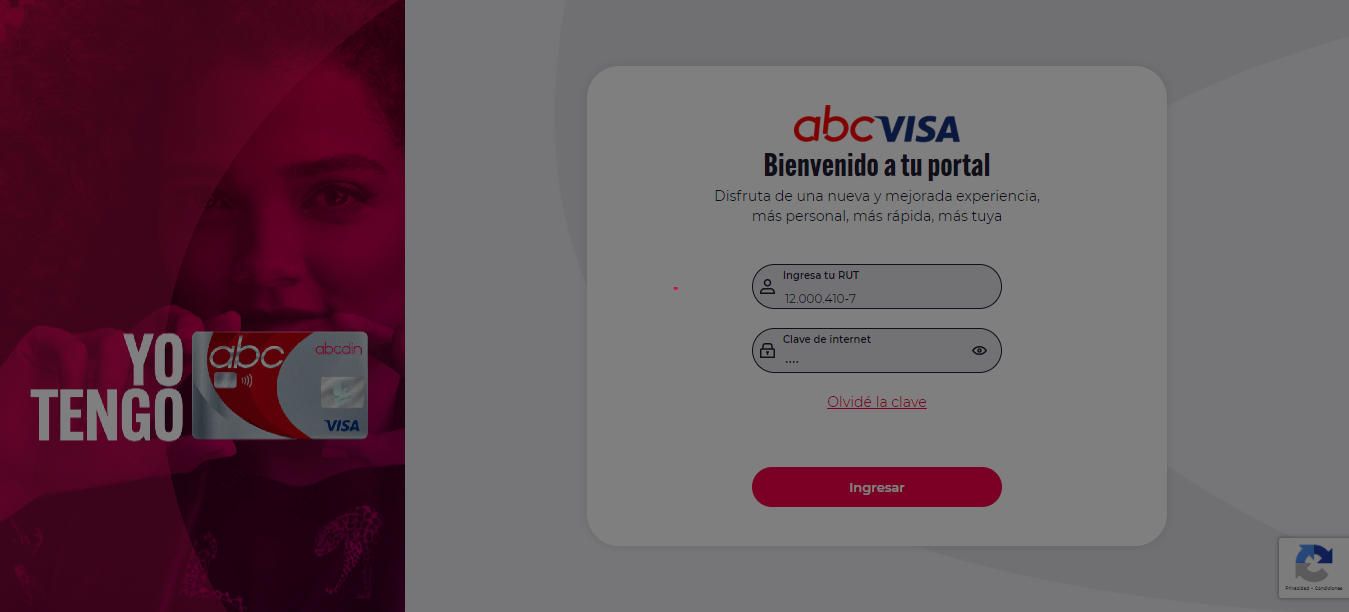 YO
TENGO
abc
abcdin
VISA
abcVISA
Bienvenido a tu portal
Disfruta de una nueva y mejorada experiencia,
más personal, más rápida, más tuya
Ingresa tu RUT
12.000.410-7
Clave de internet
....
Olvidé la clave
Ingresar
Privacidad - Condiciones